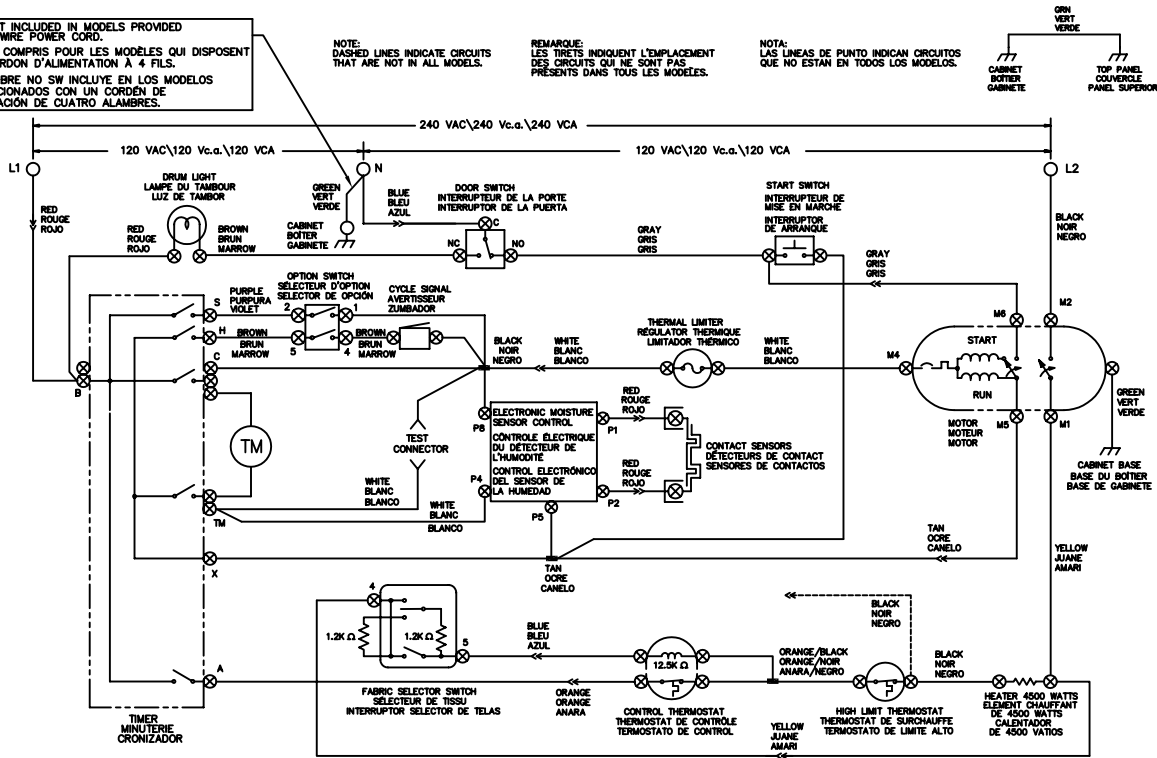 T INCLUDED IN MODELS PROVIDED
WIRE POWER CORD.
COMPRIS POUR LES MODÈLES QUI DISPOSENT
RDON D'ALIMENTATION À 4 FILS.
BRE NO SW INCLUYE EN LOS MODELOS
CIONADOS CON UN CORDÉN DE
ACIÓN DE CUATRO ALAMBRES.
NOTE:
DASHED LINES INDICATE CIRCUITS
THAT ARE NOT IN ALL MODELS.
REMARQUE:
LES TIRETS INDIQUENT L'EMPLACEMENT
DES CIRCUITS QUI NE SONT PAS
PRÉSENTS DANS TOUS LES MODELÉS.
NOTA:
LAS LINEAS DE PUNTO INDICAN CIRCUITOS
QUE NO ESTAN EN TODOS LOS MODELOS.
GRN
VERT
VERDE
CABINET
BOÎTIER
GABINETE
TOP PANEL
COUVERCLE
PANEL SUPERIOR
240 VAC\240 Vc.a.\240 VCA
120 VAC\120 Vc.a.\120 VCA
120 VAC\120 Vc.a.\120 VCA
L1
N
L2
RED
ROUGE
ROJO
DRUM LIGHT
LAMPE DU TAMBOUR
LUZ DE TAMBOR
RED
ROUGE
ROJO
BROWN
BRUN
MARROW
GREEN
VERT
VERDE
CABINET
BOÎTER
GABINETE
BLUE
BLEU
AZUL
DOOR SWITCH
INTERRUPTEUR DE LA PORTE
INTERRUPTOR DE LA PUERTA
C
NC
NO
GRAY
GRIS
GRIS
START SWITCH
INTERRUPTEUR DE
MISE EN MARCHE
INTERRUPTOR
DE ARRANQUE
GRAY
GRIS
GRIS
BLACK
NOIR
NEGRO
OPTION SWITCH
SÉLECTEUR D'OPTION
SELECTOR DE OPCIÓN
PURPLE
PURPURA
VIOLET
S
2
1
CYCLE SIGNAL
AVERTISSEUR
ZUMBADOR
H
BROWN
BRUN
MARROW
5
4
BROWN
BRUN
MARROW
BLACK
NOIR
NEGRO
WHITE
BLANC
BLANCO
THERMAL LIMITER
RÉGULATOR THERMIQUE
LIMITADOR THÉRMICO
WHITE
BLANC
BLANCO
M6
M2
START
M4
RUN
M5
M1
MOTOR
MOTEUR
MOTOR
GREEN
VERT
VERDE
CABINET BASE
BASE DU BOÎTIER
BASE DE GABINETE
C
B
TM
TEST
CONNECTOR
P8
ELECTRONIC MOISTURE
SENSOR CONTROL
CÔNTROLE ÉLECTRIQUE
DU DÉTECTEUR DE
L'HUMIDITÉ
CONTROL ELECTRÓNICO
DEL SENSOR DE
LA HUMEDAD
P4
P1
P2
P5
RED
ROUGE
ROJO
RED
ROUGE
ROJO
CONTACT SENSORS
DÉTECTEURS DE CONTACT
SENSORES DE CONTACTOS
WHITE
BLANC
BLANCO
WHITE
BLANC
BLANCO
TM
X
TAN
OCRE
CANELO
TAN
OCRE
CANELO
YELLOW
JUANE
AMARI
4
1.2K Ω
1.2K Ω
5
BLUE
BLEU
AZUL
12.5K Ω
ORANGE/BLACK
ORANGE/NOIR
ANARA/NEGRO
BLACK
NOIR
NEGRO
BLACK
NOIR
NEGRO
A
FABRIC SELECTOR SWITCH
SÉLECTEUR DE TISSU
INTERRUPTOR SELECTOR DE TELAS
ORANGE
ORANGE
ANARA
CONTROL THERMOSTAT
THERMOSTAT DE CONTRÔLE
TERMOSTATO DE CONTROL
HIGH LIMIT THERMOSTAT
THERMOSTAT DE SURCHAUFFE
TERMOSTATO DE LIMITE ALTO
HEATER 4500 WATTS
ELEMENT CHAUFFANT
DE 4500 WATTS
CALENTADOR
DE 4500 VATIOS
YELLOW
JUANE
AMARI
TIMER
MINUTERIE
CRONIZADOR